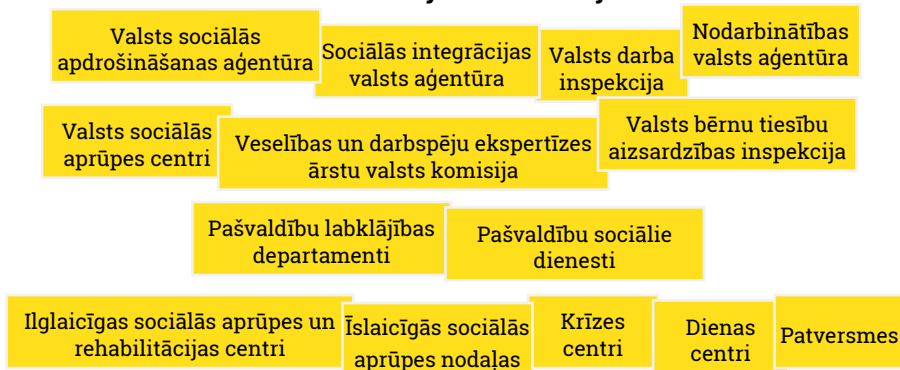 Valsts sociālās
apdrošināšanas aģentūra
Sociālās integrācijas
valsts aģentūra
Valsts darba
inspekcija
Nodarbinātības
valsts aģentūra
Valsts sociālās
aprūpes centri
Veselības un darbspēju ekspertīzes
ārstu valsts komisija
Valsts bērnu tiesību
aizsardzības inspekcija
Pašvaldību labklājības
departamenti
Pašvaldību sociālie
dienesti
Ilglaicīgas sociālās aprūpes un
rehabilitācijas centri
Īslaicīgās sociālās
aprūpes nodaļas
Krīzes
centri
Dienas
centri
Patversmes